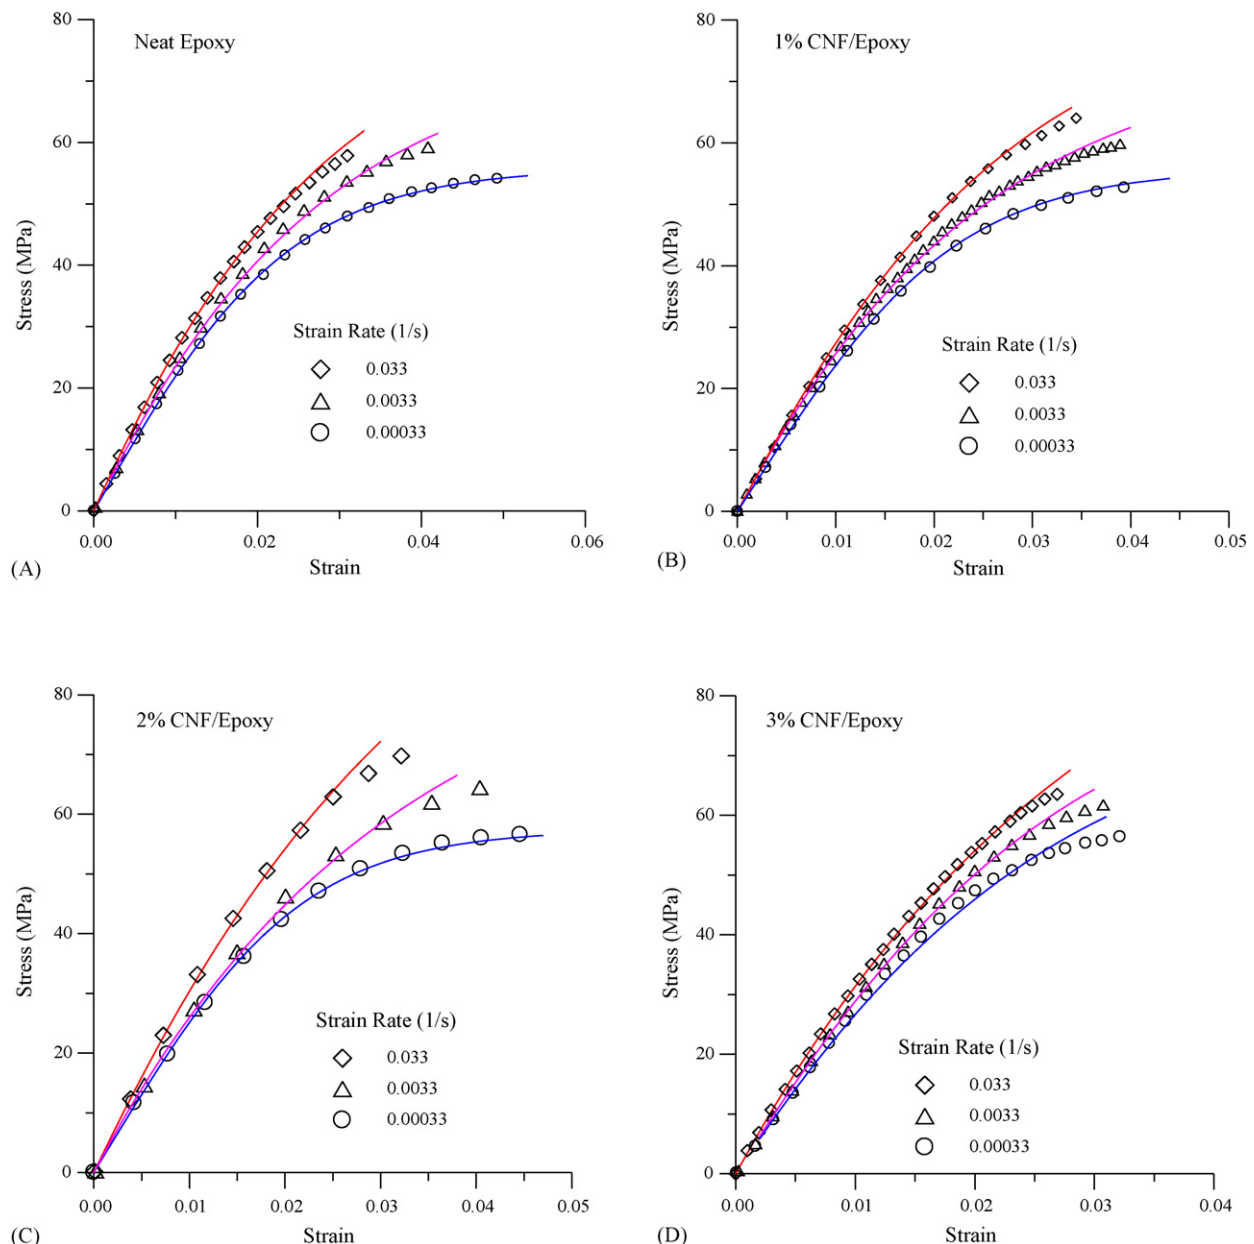 80
60
40
20
0
Stress (MPa)
Neat Epoxy
Strain Rate (1/s)
0.033
0.0033
0.00033
0.00 0.02 0.04 0.06
Strain
(A)
80
60
40
20
0
Stress (MPa)
1% CNF/Epoxy
Strain Rate (1/s)
0.033
0.0033
0.00033
0.00 0.01 0.02 0.03 0.04 0.05
Strain
(B)
80
60
40
20
0
Stress (MPa)
2% CNF/Epoxy
Strain Rate (1/s)
0.033
0.0033
0.00033
0.00 0.01 0.02 0.03 0.04 0.05
Strain
(C)
80
60
40
20
0
Stress (MPa)
3% CNF/Epoxy
Strain Rate (1/s)
0.033
0.0033
0.00033
0.00 0.01 0.02 0.03 0.04
Strain
(D)